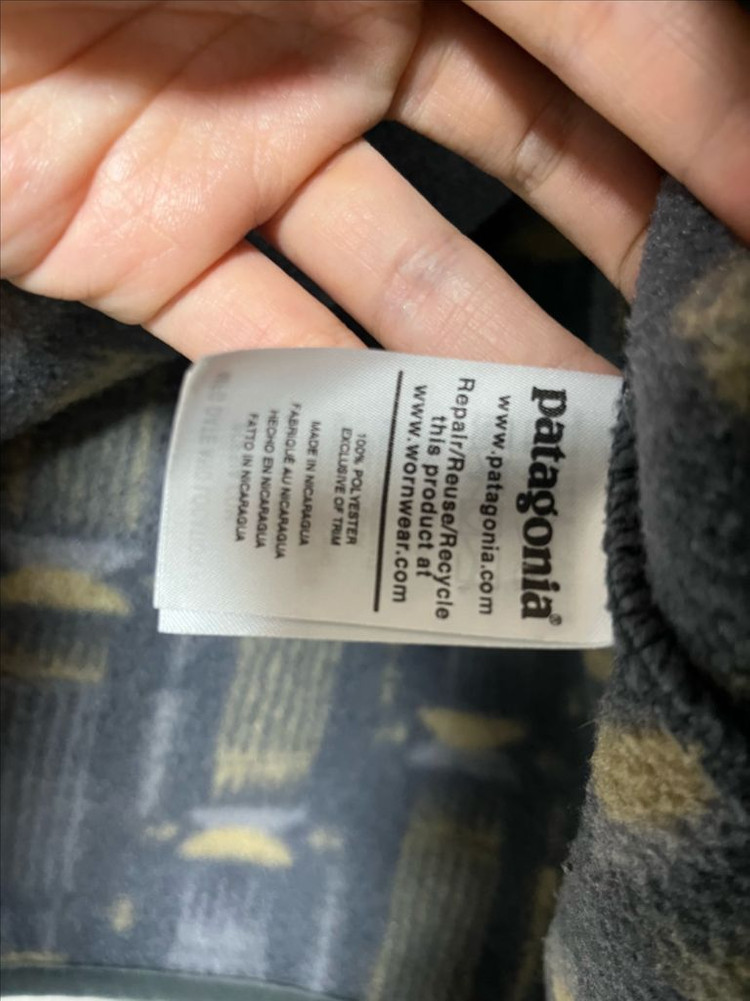 patagonia®
www.patagonia.com
Repair/Reuse/Recycle
this product at
www.wornwear.com
100% POLYESTER
EXCLUSIVE OF TRIM
MADE IN NICARAGUA
FABRIQUÉ AU NICARAGUA
HECHO EN NICARAGUA
FATTO IN NICARAGUA